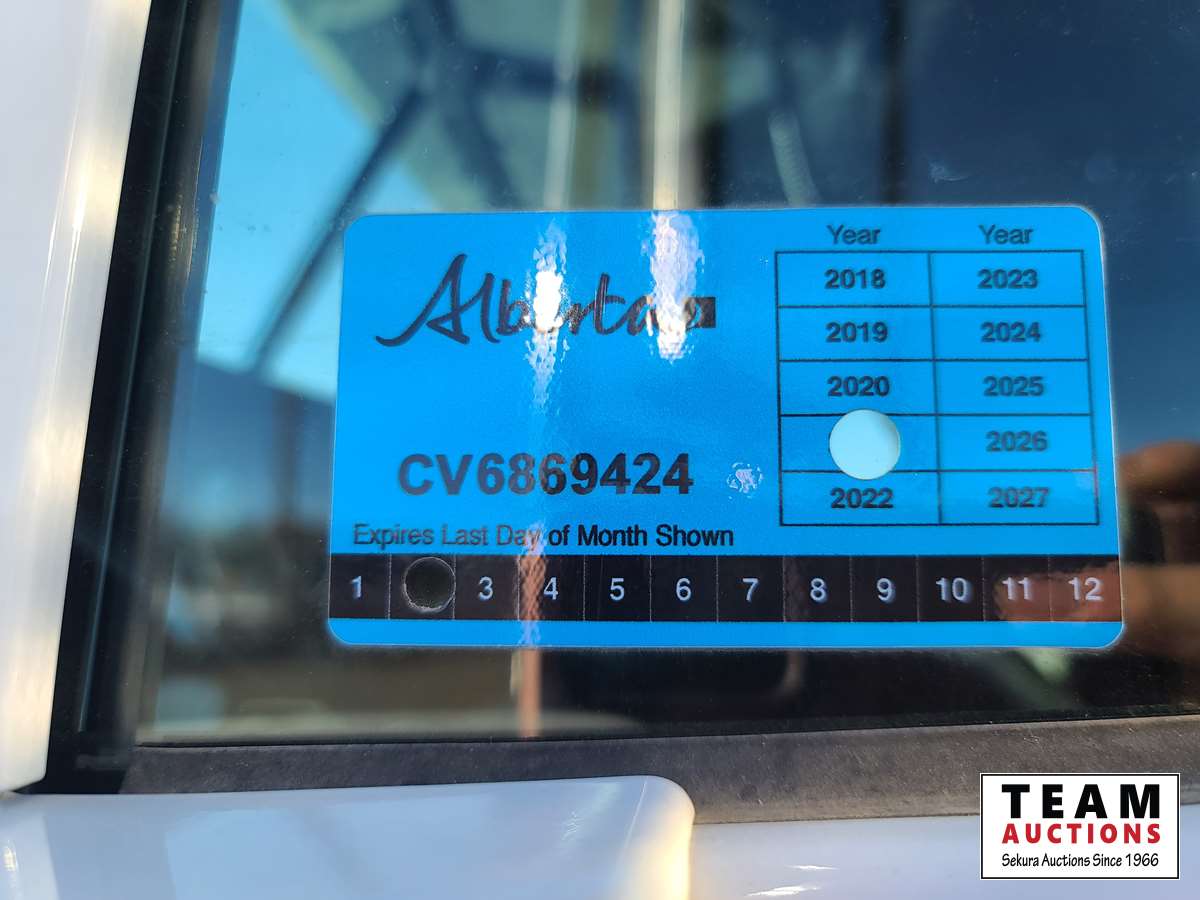 Alberta
Year Year
2018 2023
2019 2024
2020 2025
2026
2022 2027
CV6869424
Expires Last Day of Month Shown
1 3 4 5 6 7 8 9 10 11 12
TEAM
AUCTIONS
Sekura Auctions Since 1966